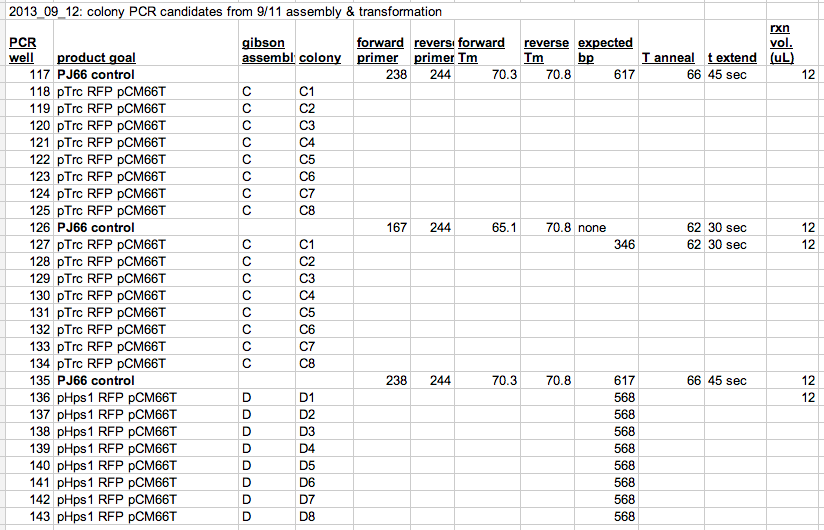 2013_09_12: colony PCR candidates from 9/11 assembly & transformation
PCR well product goal gibson assembl colony forward primer revers primer forward Tm reverse Tm expected bp T anneal t extend rxn vol. (uL)
117 PJ66 control 238 244 70.3 70.8 617 66 45 sec 12
118 pTrc RFP pCM66T C C1
119 pTrc RFP pCM66T C C2
120 pTrc RFP pCM66T C C3
121 pTrc RFP pCM66T C C4
122 pTrc RFP pCM66T C C5
123 pTrc RFP pCM66T C C6
124 pTrc RFP pCM66T C C7
125 pTrc RFP pCM66T C C8
126 PJ66 control 167 244 65.1 70.8 none 62 30 sec 12
127 pTrc RFP pCM66T C C1 346 62 30 sec 12
128 pTrc RFP pCM66T C C2
129 pTrc RFP pCM66T C C3
130 pTrc RFP pCM66T C C4
131 pTrc RFP pCM66T C C5
132 pTrc RFP pCM66T C C6
133 pTrc RFP pCM66T C C7
134 pTrc RFP pCM66T C C8
135 PJ66 control 238 244 70.3 70.8 617 66 45 sec 12
136 pHps1 RFP pCM66T D D1 568 12
137 pHps1 RFP pCM66T D D2 568
138 pHps1 RFP pCM66T D D3 568
139 pHps1 RFP pCM66T D D4 568
140 pHps1 RFP pCM66T D D5 568
141 pHps1 RFP pCM66T D D6 568
142 pHps1 RFP pCM66T D D7 568
143 pHps1 RFP pCM66T D D8 568